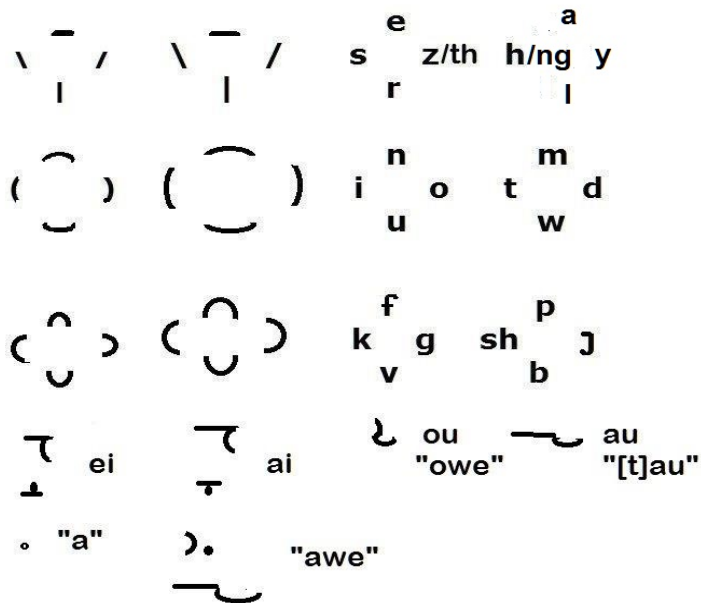 e a
s z/th h/ng y
r l
n m
i o t d
u w
f p
k g sh J
v b
ei ai ou au
"owe" "[t]au"
"a" "awe"